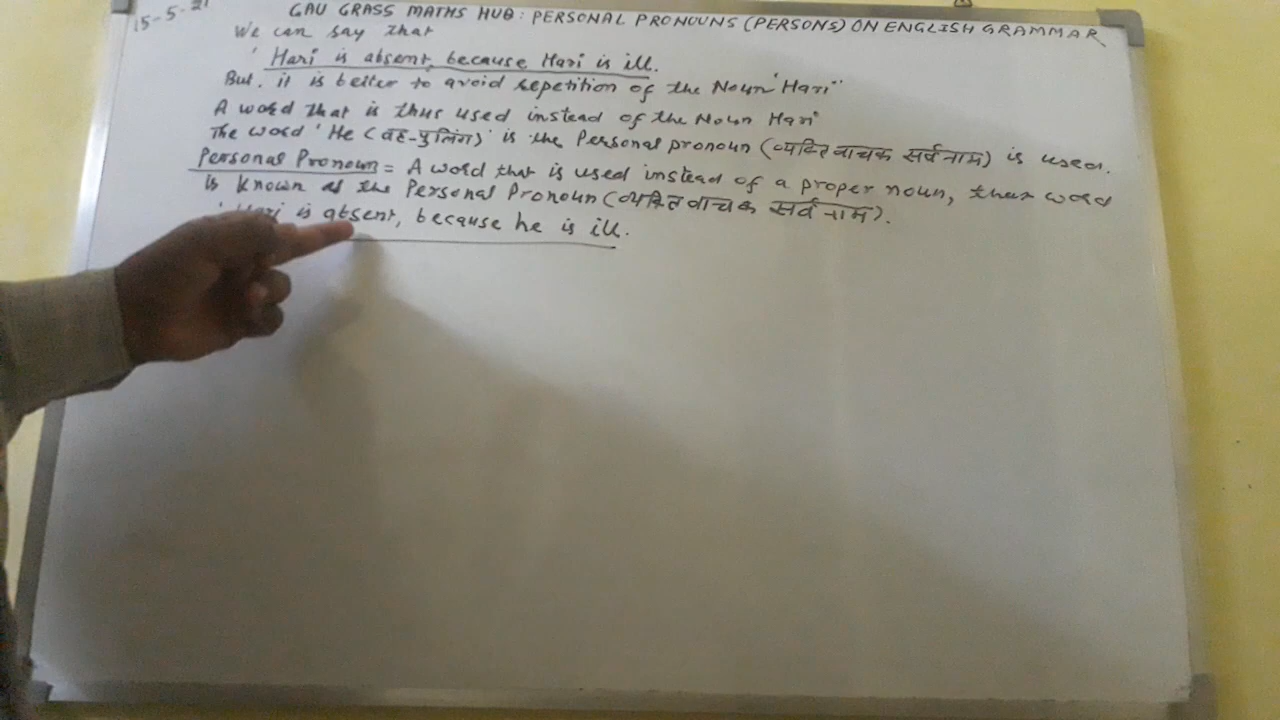 15-5-21
GAU GRASS MATHS HUB: PERSONAL PRONOUNS (PERSONS) ON ENGLISH GRAMMAR
We can say that
'Hari is absent, because Hari is ill.
But, it is better to avoid repetition of the Noun 'Hari''
A word that is thus used instead of the Noun Hari
The word 'He (वह-पुलिंग)' is the Personal pronoun (व्यक्ति वाचक सर्वनाम) is used.
Personal Pronoun = A word that is used instead of a proper noun, that word
is known as the Personal Pronoun (व्यक्ति वाचक सर्वनाम).
'Hari is absent, because he is ill.